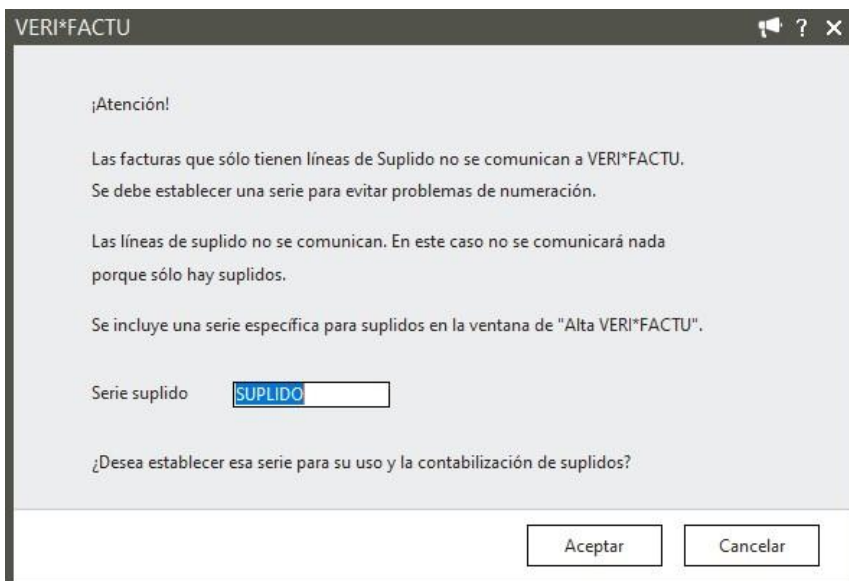 VERI*FACTU
?
¡Atención!
Las facturas que sólo tienen líneas de Suplido no se comunican a VERI*FACTU.
Se debe establecer una serie para evitar problemas de numeración.
Las líneas de suplido no se comunican. En este caso no se comunicará nada
porque sólo hay suplidos.
Se incluye una serie específica para suplidos en la ventana de "Alta VERI*FACTU".
Serie suplido SUPLIDO
¿Desea establecer esa serie para su uso y la contabilización de suplidos?
Aceptar Cancelar